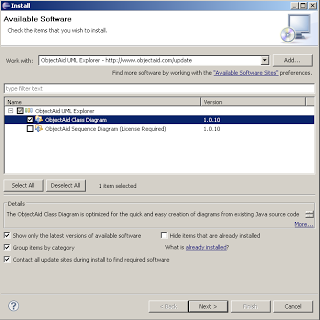 Install
Available Software
Check the items that you wish to install.
Work with: ObjectAid UML Explorer - http://www.objectaid.com/update Add...
Find more software by working with the "Available Software Sites" preferences.
type filter text
Name Version
ObjectAid UML Explorer
ObjectAid Class Diagram 1.0.10
ObjectAid Sequence Diagram (License Required) 1.0.10
Select All Deselect All 1 item selected
Details
The ObjectAid Class Diagram is optimized for the quick and easy creation of diagrams from existing Java source code
More...
Show only the latest versions of available software Hide items that are already installed
Group items by category What is already installed?
Contact all update sites during install to find required software
? < Back Next > Finish Cancel